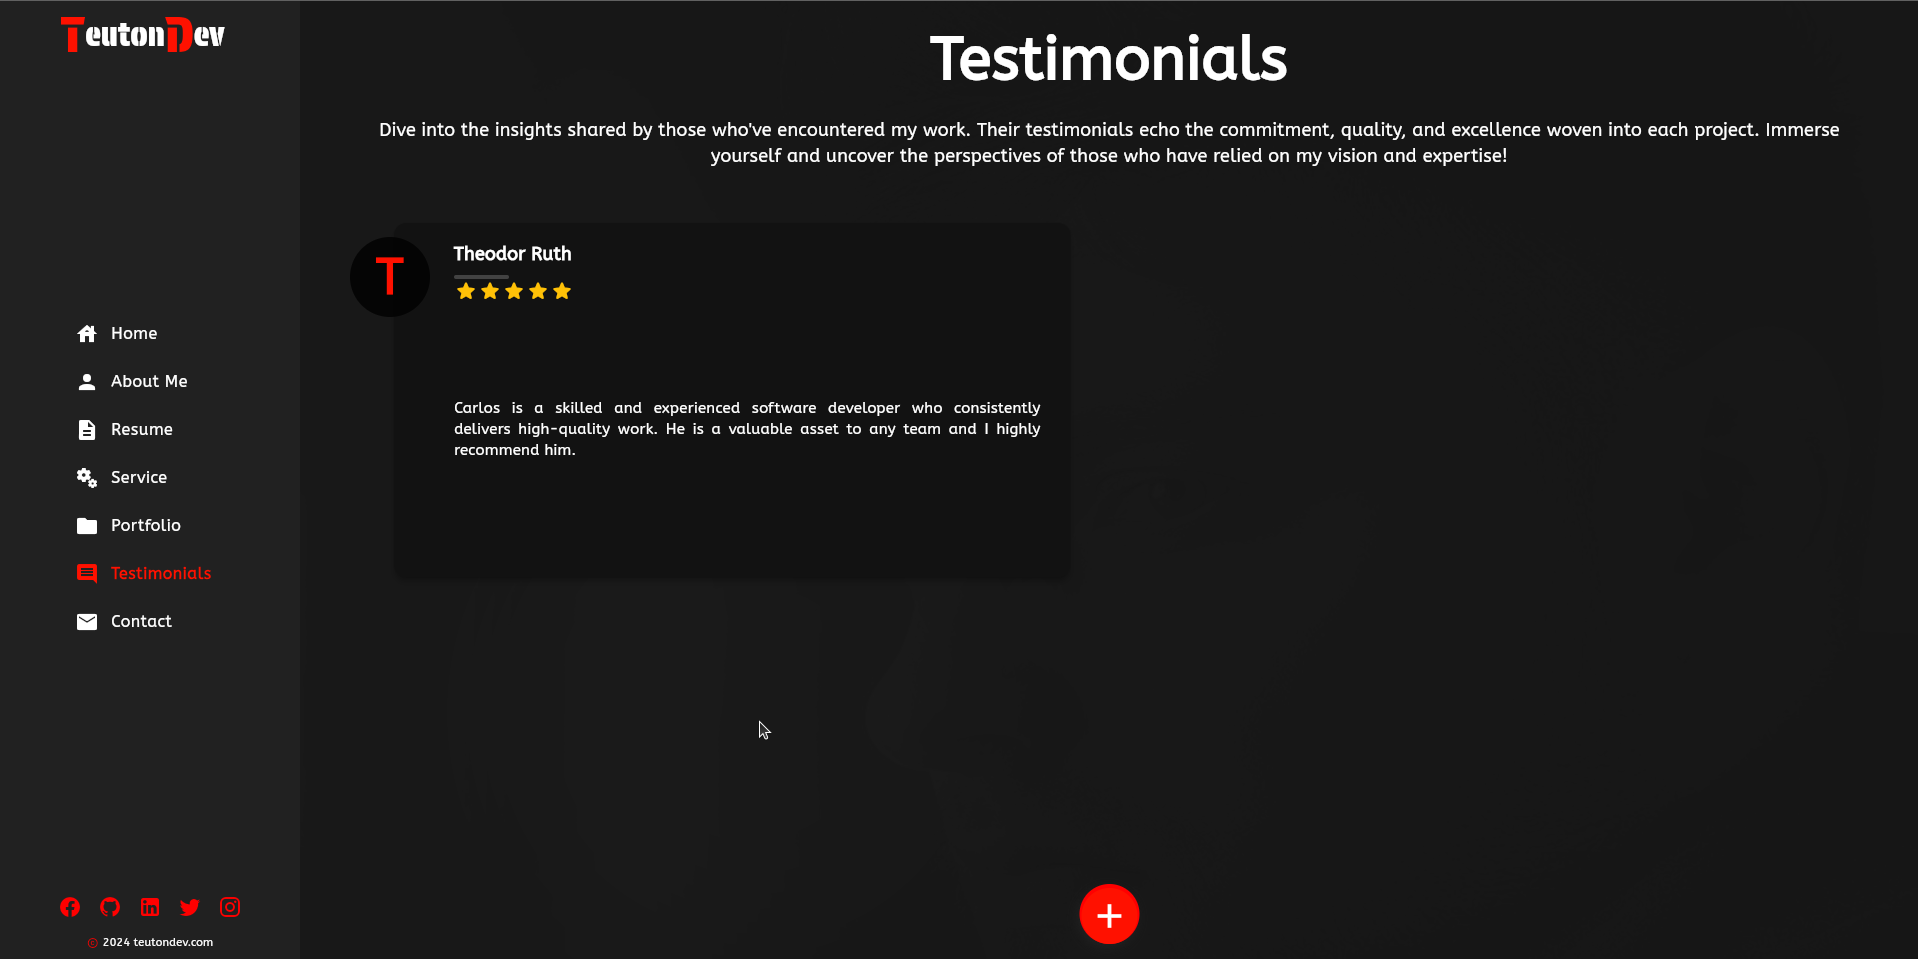 TeutonDev
Home
About Me
Resume
Service
Portfolio
Testimonials
Contact
© 2024 teutondev.com
Testimonials
Dive into the insights shared by those who've encountered my work. Their testimonials echo the commitment, quality, and excellence woven into each project. Immerse
yourself and uncover the perspectives of those who have relied on my vision and expertise!
T
Theodor Ruth
Carlos is a skilled and experienced software developer who consistently
delivers high-quality work. He is a valuable asset to any team and I highly
recommend him.
+